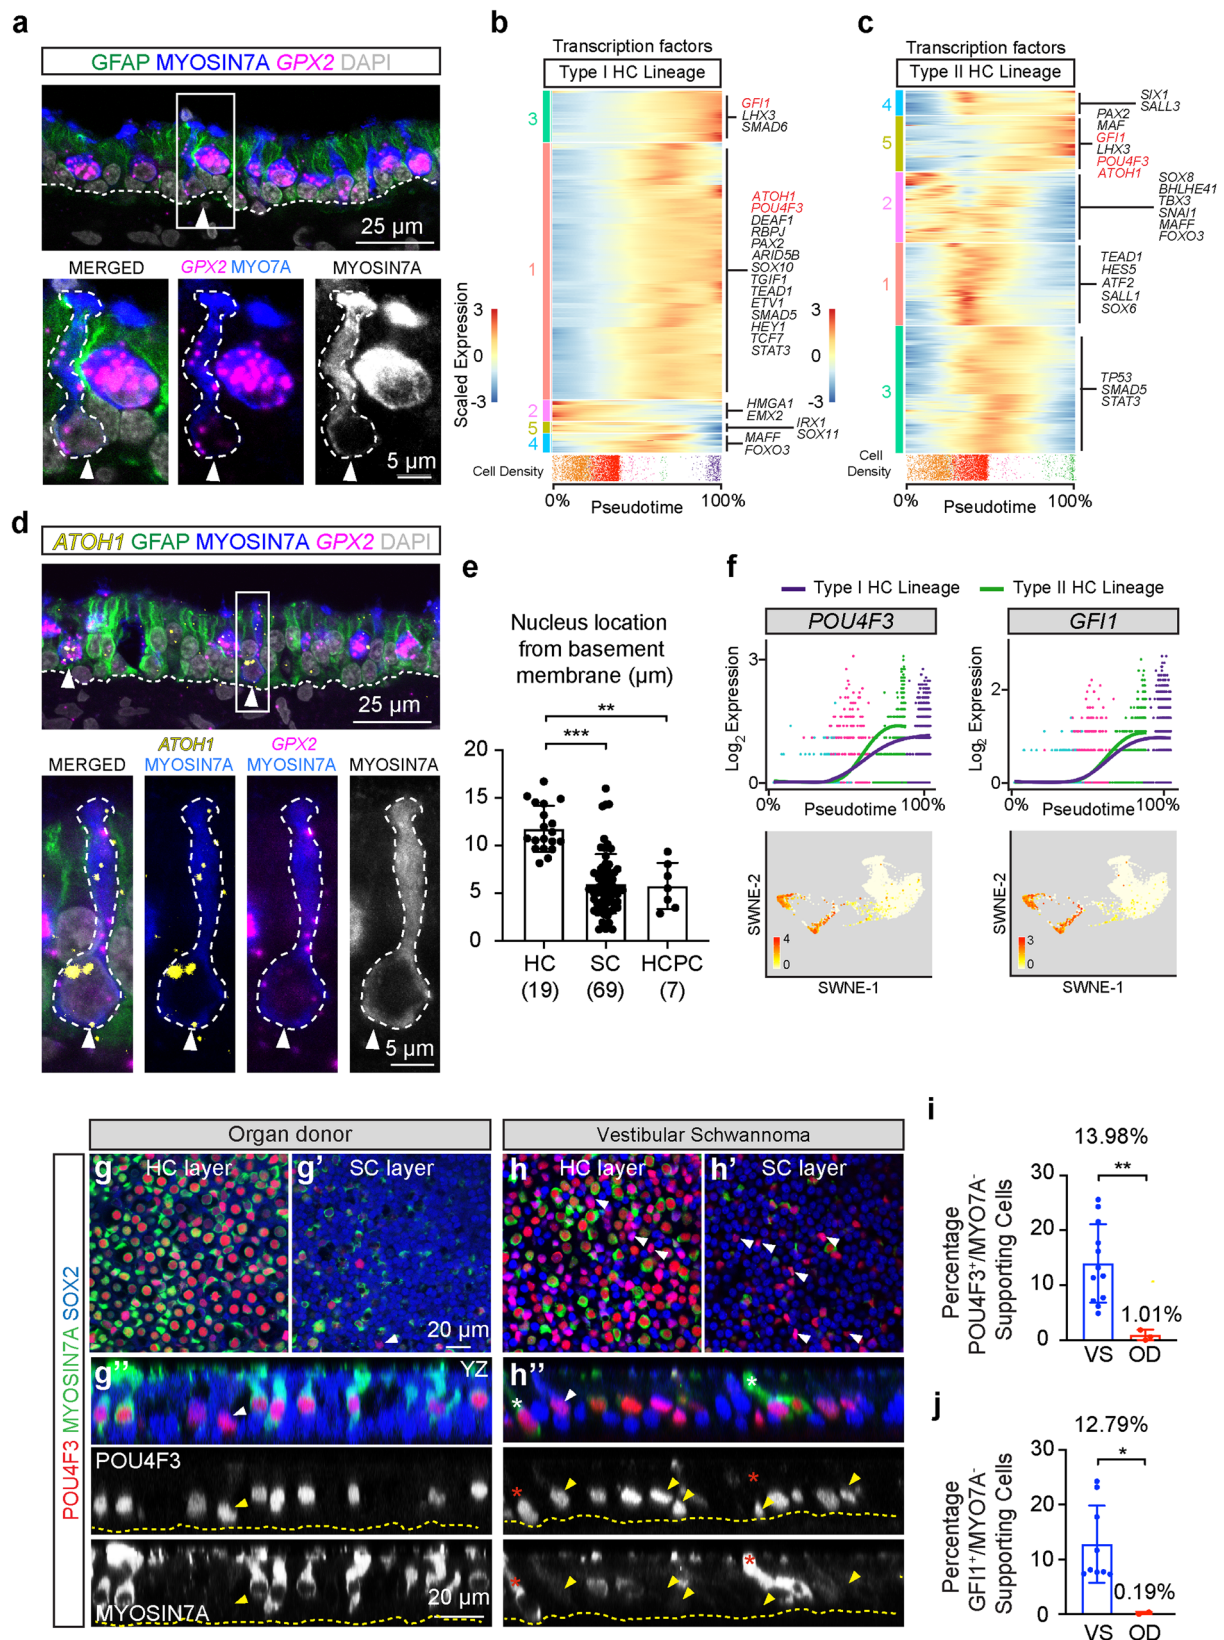 a
GFAP MYOSIN7A GPX2 DAPI
25 µm
MERGED
GPX2 MYO7A
MYOSIN7A
5 µm
b
Transcription factors
Type I HC Lineage
3
1
2
5
4
GFI1
LHX3
SMAD6
ATOH1
POU4F3
DEAF1
RBPJ
PAX2
ARID5B
SOX10
TGIF1
TEAD1
ETV1
SMAD5
HEY1
TCF7
STAT3
HMGA1
EMX2
IRX1
SOX11
MAFF
FOXO3
Scaled Expression
3
0
-3
Cell Density
0%
100%
Pseudotime
c
Transcription factors
Type II HC Lineage
4
5
2
1
3
SIX1
SALL3
PAX2
MAF
GFI1
LHX3
POU4F3
ATOH1
SOX8
BHLHE41
TBX3
SNAI1
MAFF
FOXO3
TEAD1
HES5
ATF2
SALL1
SOX6
TP53
SMAD5
STAT3
3
0
-3
Cell
Density
0%
100%
Pseudotime
d
ATOH1 GFAP MYOSIN7A GPX2 DAPI
25 µm
MERGED
ATOH1
MYOSIN7A
GPX2
MYOSIN7A
MYOSIN7A
5 µm
e
Nucleus location
from basement
membrane (µm)
**
***
20
15
10
5
0
HC
(19)
SC
(69)
HCPC
(7)
f
Type I HC Lineage
Type II HC Lineage
POU4F3
GFI1
Log2 Expression
3
0
0%
100%
Pseudotime
Log2 Expression
2
0
0%
100%
Pseudotime
SWNE-2
4
0
SWNE-1
SWNE-2
3
0
SWNE-1
Organ donor
Vestibular Schwannoma
POU4F3 MYOSIN7A SOX2
g
HC layer
g'
SC layer
20 µm
h
HC layer
h'
SC layer
g''
YZ
h''
*
*
POU4F3
*
*
MYOSIN7A
20 µm
*
*
i
13.98%
**
30
20
10
0
1.01%
VS
OD
Percentage
POU4F3+/MYO7A-
Supporting Cells
j
12.79%
*
30
20
10
0
0.19%
VS
OD
Percentage
GFI1+/MYO7A-
Supporting Cells